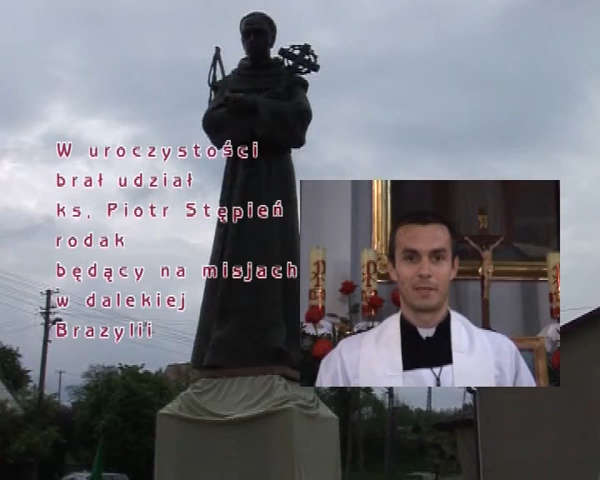 W uroczystości
brał udział
ks. Piotr Stępień
rodak
będący na misjach
w dalekiej
Brazylii